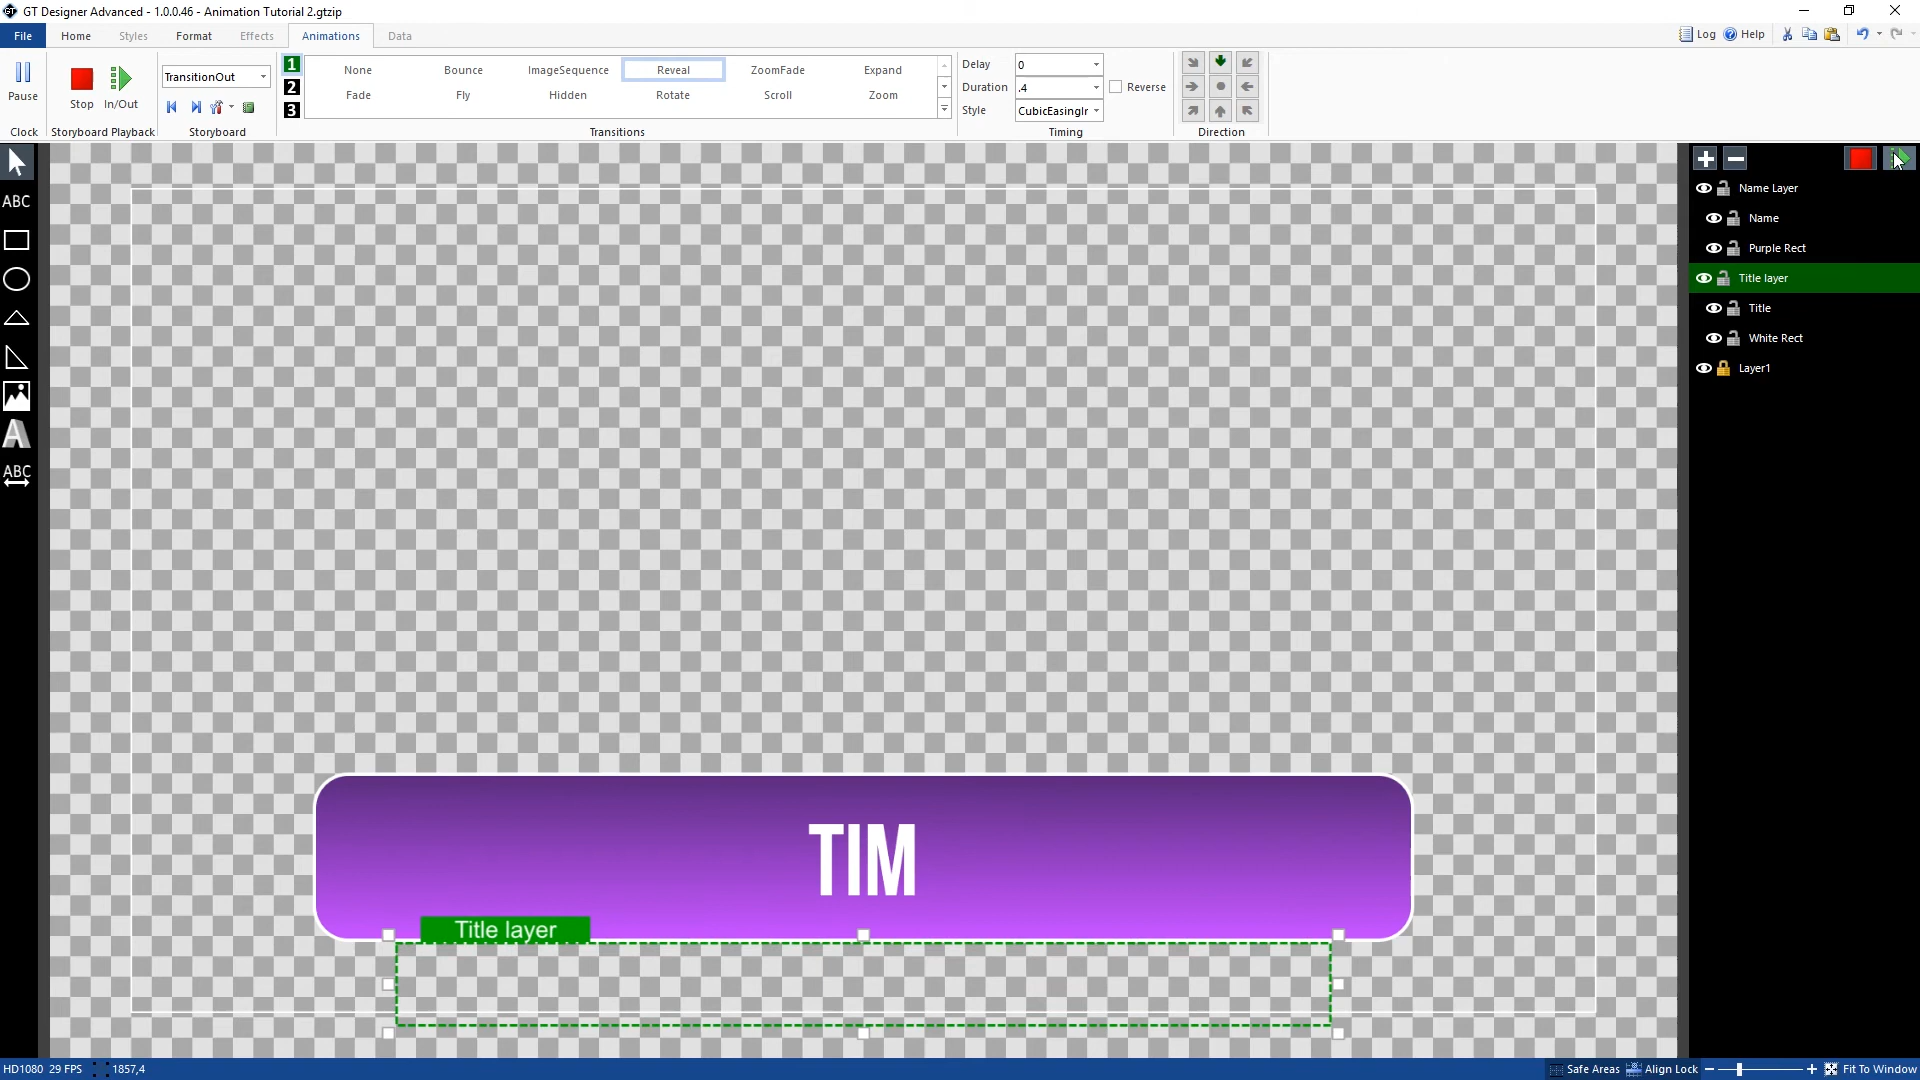 GT Designer Advanced - 1.0.0.46 - Animation Tutorial 2.gtzip
File Home Styles Format Effects Animations Data Log Help
Pause
Clock
Stop In/Out
Storyboard Playback
TransitionOut
Storyboard
1
2
3
None Bounce ImageSequence Reveal ZoomFade Expand
Fade Fly Hidden Rotate Scroll Zoom
Transitions
Delay 0
Duration .4 Reverse
Style CubicEasingIr
Timing
Direction
ABC
A
ABC
Name Layer
Name
Purple Rect
Title layer
Title
White Rect
Layer1
TIM
Title layer
HD1080 29 FPS 1857,4 Safe Areas Align Lock Fit To Window